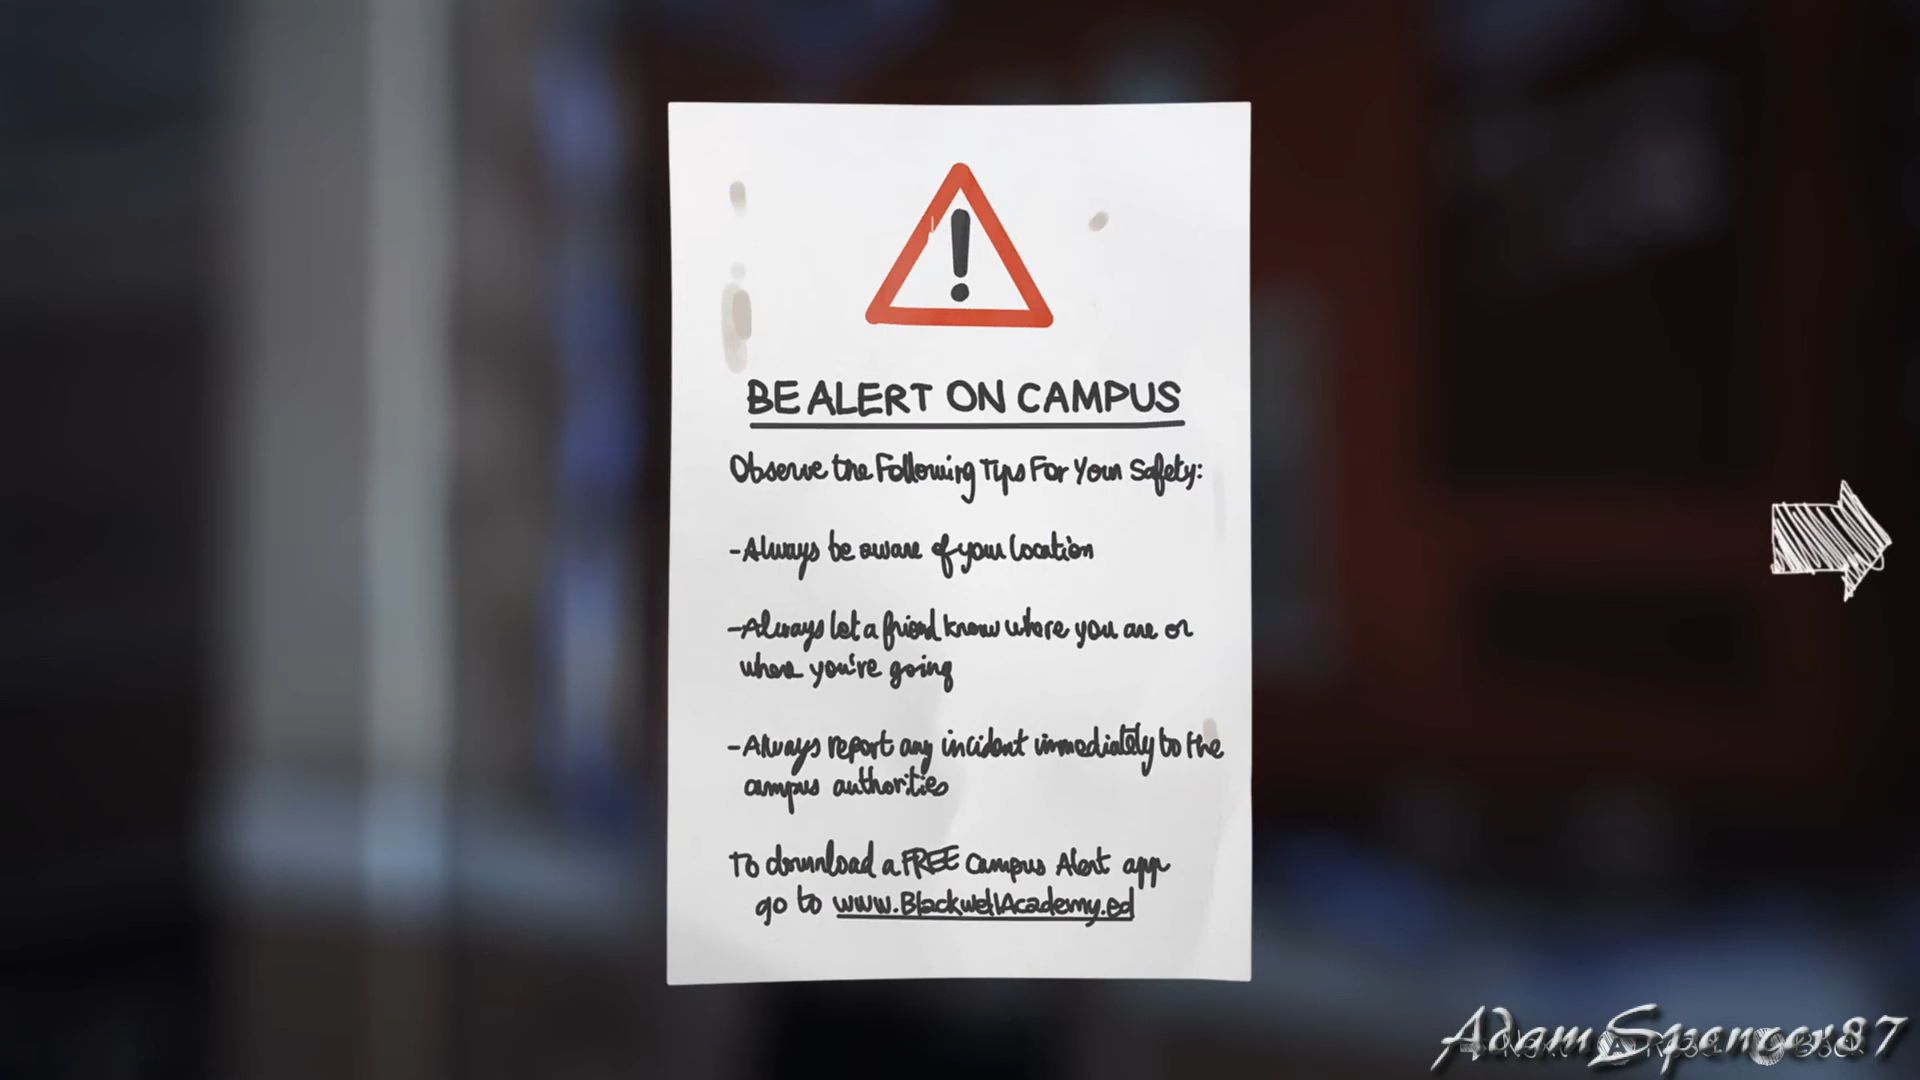 BE ALERT ON CAMPUS
Observe the Following Tips For Your Safety:
-Always be aware of your location
-Always let a friend know where you are or
where you're going
-Always report any incident immediately to the
campus authorities
To download a FREE Campus Alert app
go to www.BlackwellAcademy.ed
AdamSpencer87